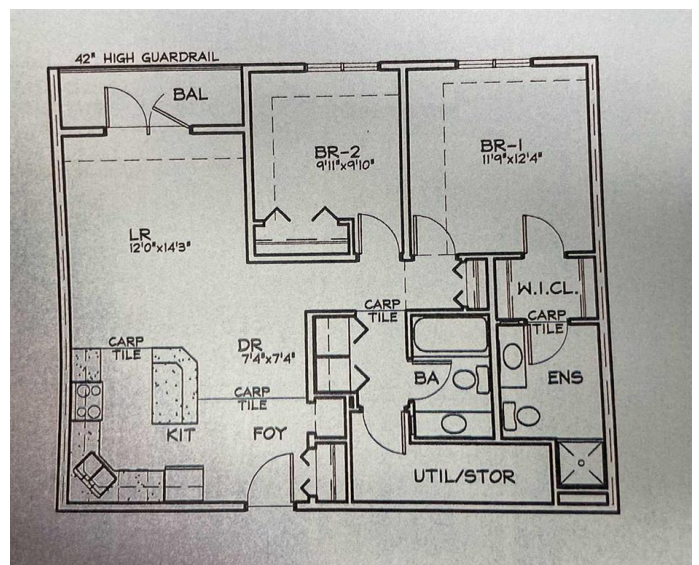 42" HIGH GUARDRAIL
BAL
BR-2
9'11"x9'10"
BR-1
11'9"x12'4"
LR
12'0"x14'3"
W.I.CL.
CARP
TILE
CARP
TILE
CARP
TILE
DR
7'4"x7'4"
BA
ENS
CARP
TILE
KIT
FOY
UTIL/STOR